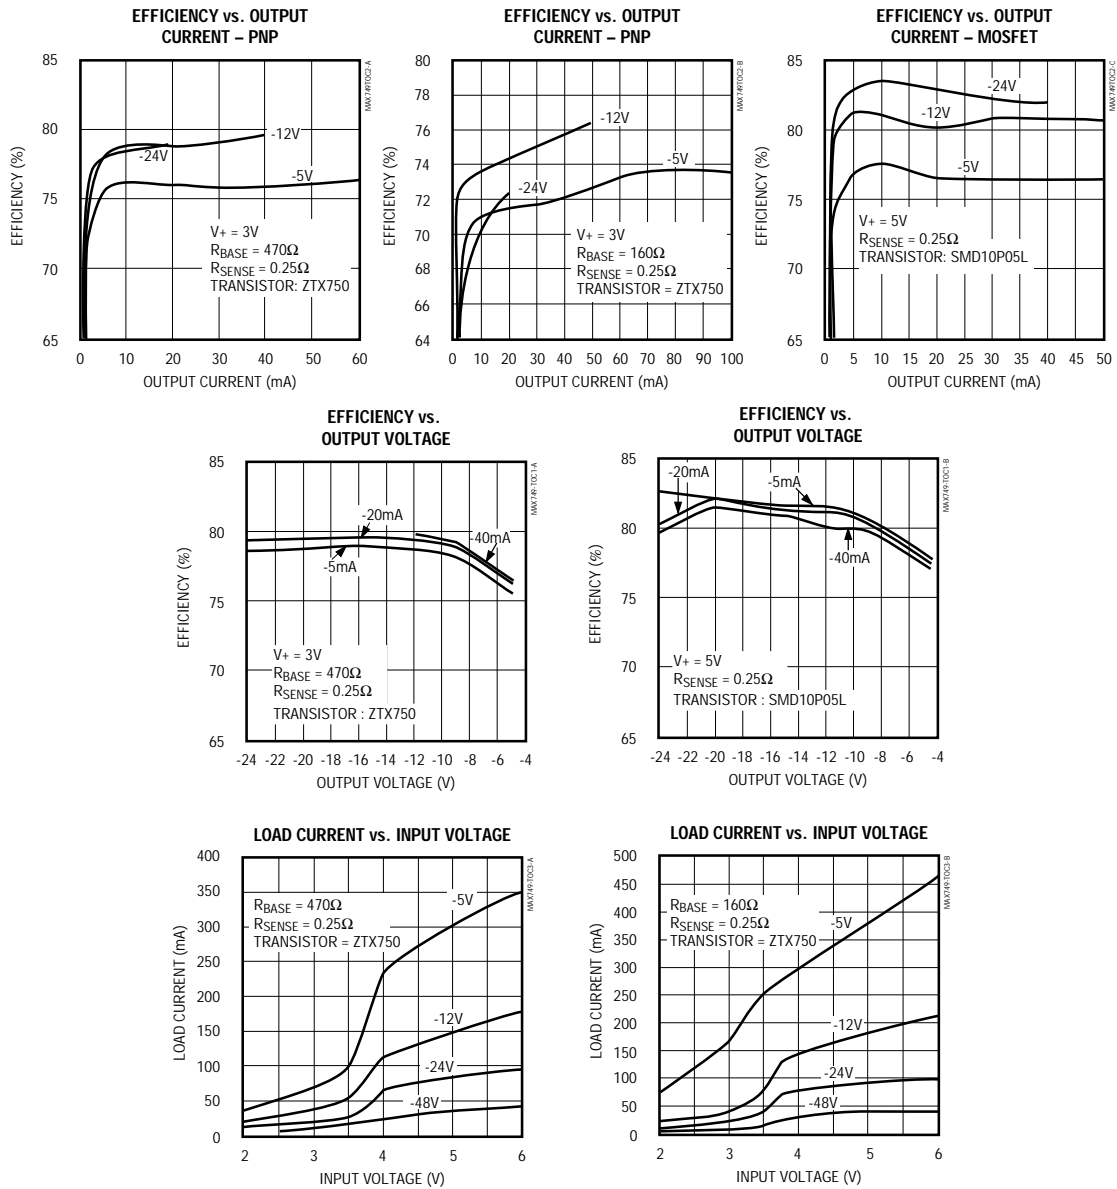 EFFICIENCY vs. OUTPUT
CURRENT – PNP
MAX749TOC2-A
85
80
75
70
65
EFFICIENCY (%)
-24V
-12V
-5V
V+ = 3V
RBASE = 470Ω
RSENSE = 0.25Ω
TRANSISTOR: ZTX750
0 10 20 30 40 50 60
OUTPUT CURRENT (mA)
EFFICIENCY vs. OUTPUT
CURRENT – PNP
MAX749TOC2-B
80
78
76
74
72
70
68
66
64
EFFICIENCY (%)
-12V
-5V
-24V
V+ = 3V
RBASE = 160Ω
RSENSE = 0.25Ω
TRANSISTOR = ZTX750
0 10 20 30 40 50 60 70 80 90 100
OUTPUT CURRENT (mA)
EFFICIENCY vs. OUTPUT
CURRENT – MOSFET
MAX749TOC2-C
85
80
75
70
65
EFFICIENCY (%)
-24V
-12V
-5V
V+ = 5V
RSENSE = 0.25Ω
TRANSISTOR: SMD10P05L
0 5 10 15 20 25 30 35 40 45 50
OUTPUT CURRENT (mA)
EFFICIENCY vs.
OUTPUT VOLTAGE
MAX749-TOC1-A
85
80
75
70
65
EFFICIENCY (%)
-20mA
-40mA
-5mA
V+ = 3V
RBASE = 470Ω
RSENSE = 0.25Ω
TRANSISTOR : ZTX750
-24 -22 -20 -18 -16 -14 -12 -10 -8 -6 -4
OUTPUT VOLTAGE (V)
EFFICIENCY vs.
OUTPUT VOLTAGE
MAX749-TOC1-B
85
80
75
70
65
EFFICIENCY (%)
-20mA
-5mA
-40mA
V+ = 5V
RSENSE = 0.25Ω
TRANSISTOR : SMD10P05L
-24 -22 -20 -18 -16 -14 -12 -10 -8 -6 -4
OUTPUT VOLTAGE (V)
LOAD CURRENT vs. INPUT VOLTAGE
MAX749-TOC3-A
400
350
300
250
200
150
100
50
0
LOAD CURRENT (mA)
RBASE = 470Ω
RSENSE = 0.25Ω
TRANSISTOR = ZTX750
-5V
-12V
-24V
-48V
2 3 4 5 6
INPUT VOLTAGE (V)
LOAD CURRENT vs. INPUT VOLTAGE
MAX749-TOC3-B
500
450
400
350
300
250
200
150
100
50
0
LOAD CURRENT (mA)
RBASE = 160Ω
RSENSE = 0.25Ω
TRANSISTOR = ZTX750
-5V
-12V
-24V
-48V
2 3 4 5 6
INPUT VOLTAGE (V)